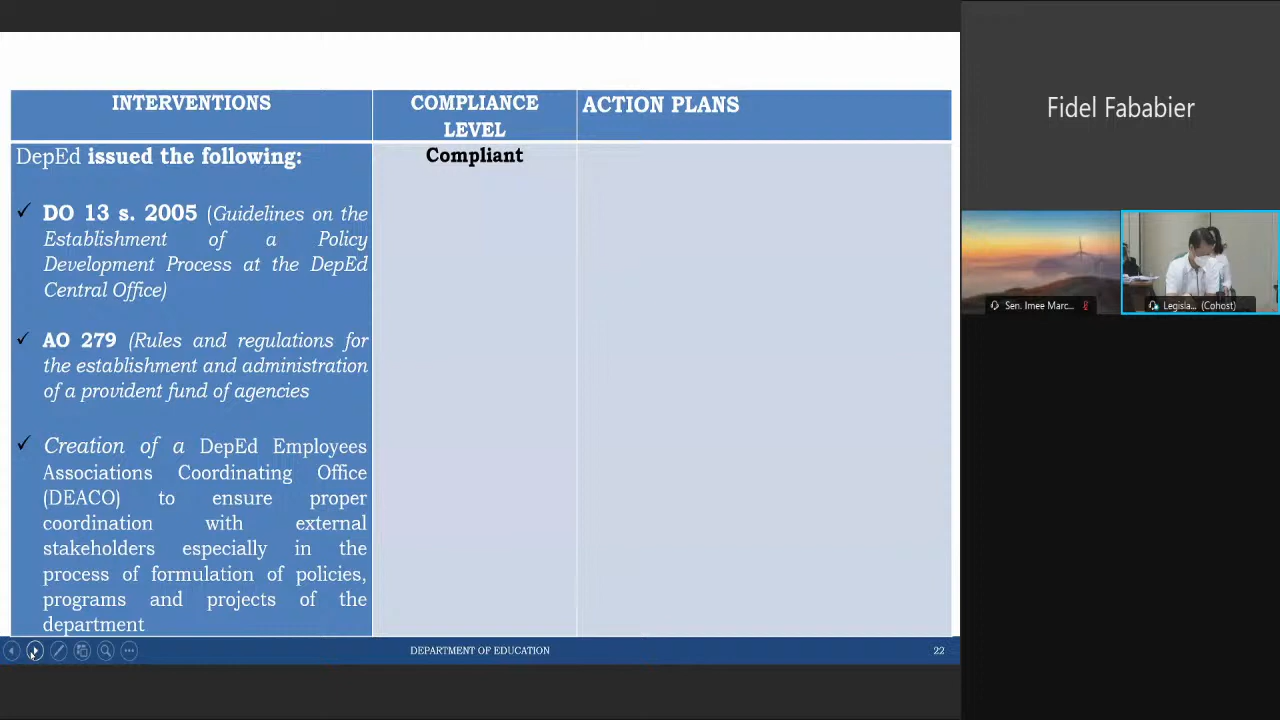 INTERVENTIONS
COMPLIANCE
LEVEL
ACTION PLANS
DepEd issued the following:
Compliant
✓ DO 13 s. 2005 (Guidelines on the
Establishment of a Policy
Development Process at the DepEd
Central Office)
✓ AO 279 (Rules and regulations for
the establishment and administration
of a provident fund of agencies
✓ Creation of a DepEd Employees
Associations Coordinating Office
(DEACO) to ensure proper
coordination with external
stakeholders especially in the
process of formulation of policies,
programs and projects of the
department
DEPARTMENT OF EDUCATION
22
Fidel Fababier
Sen. Imee Marc...
Legisla... (Cohost)